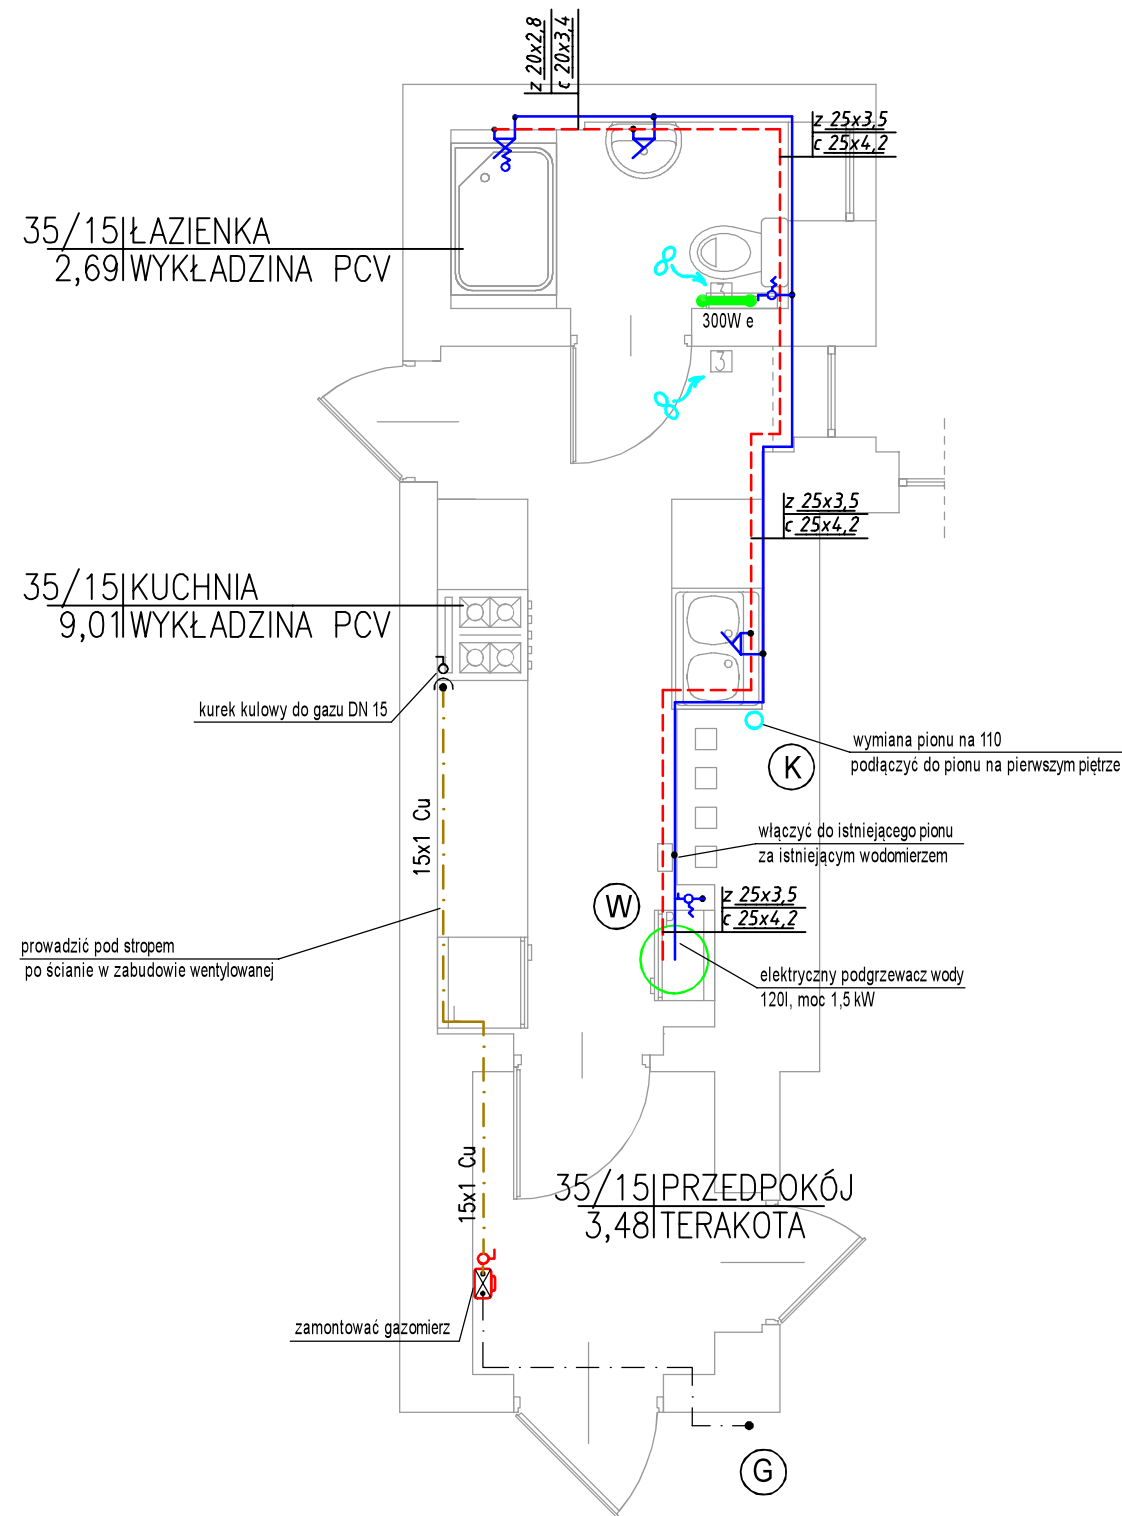 z 20x2,8
c 20x3,4
z 25x3,5
c 25x4,2
35/15 ŁAZIENKA
2,69 WYKŁADZINA PCV
3
300W e
3
z 25x3,5
c 25x4,2
35/15 KUCHNIA
9,01 WYKŁADZINA PCV
kurek kulowy do gazu DN 15
wymiana pionu na 110
podłączyć do pionu na pierwszym piętrze
K
15x1 Cu
włączyć do istniejącego pionu
za istniejącym wodomierzem
W
z 25x3,5
c 25x4,2
P
prowadzić pod stropem
po ścianie w zabudowie wentylowanej
elektryczny podgrzewacz wody
120l, moc 1,5 kW
15x1 Cu
35/15 PRZEDPOKÓJ
3,48 TERAKOTA
zamontować gazomierz
G